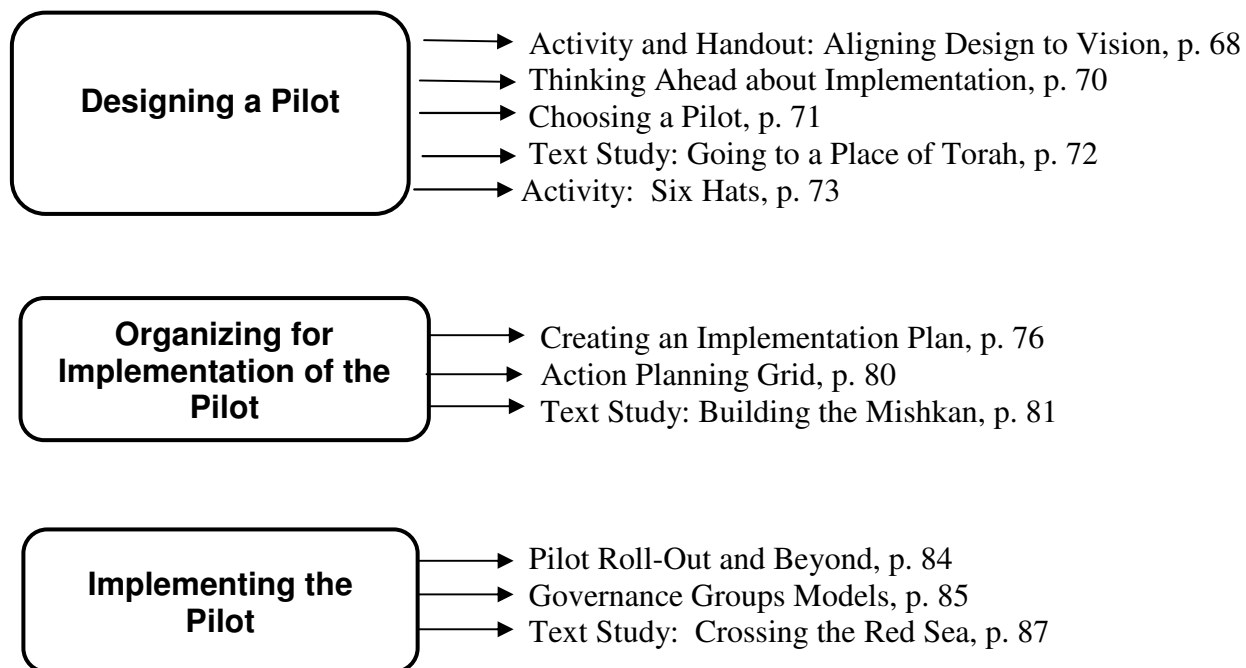 Designing a Pilot
Activity and Handout: Aligning Design to Vision, p. 68
Thinking Ahead about Implementation, p. 70
Choosing a Pilot, p. 71
Text Study: Going to a Place of Torah, p. 72
Activity:  Six Hats, p. 73
Organizing for
Implementation of the
Pilot
Creating an Implementation Plan, p. 76
Action Planning Grid, p. 80
Text Study: Building the Mishkan, p. 81
Implementing the
Pilot
Pilot Roll-Out and Beyond, p. 84
Governance Groups Models, p. 85
Text Study:  Crossing the Red Sea, p. 87